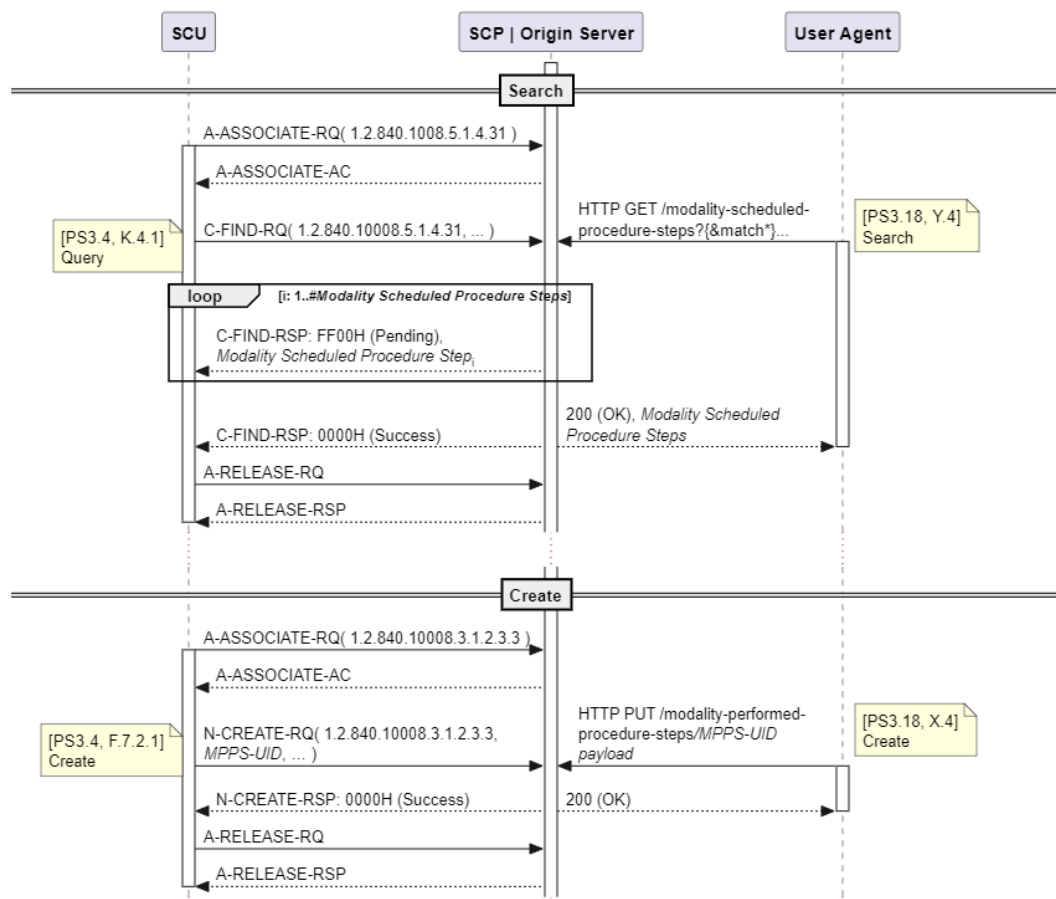 SCU
SCP | Origin Server
User Agent
Search
A-ASSOCIATE-RQ( 1.2.840.1008.5.1.4.31 )
A-ASSOCIATE-AC
[PS3.4, K.4.1]
Query
C-FIND-RQ( 1.2.840.10008.5.1.4.31, ... )
HTTP GET /modality-scheduled-
procedure-steps?{&match*}...
[PS3.18, Y.4]
Search
loop
[i: 1..#Modality Scheduled Procedure Steps]
C-FIND-RSP: FF00H (Pending),
Modality Scheduled Procedure Stepi
C-FIND-RSP: 0000H (Success)
200 (OK), Modality Scheduled
Procedure Steps
A-RELEASE-RQ
A-RELEASE-RSP
Create
A-ASSOCIATE-RQ( 1.2.840.10008.3.1.2.3.3 )
A-ASSOCIATE-AC
[PS3.4, F.7.2.1]
Create
N-CREATE-RQ( 1.2.840.10008.3.1.2.3.3,
MPPS-UID, ... )
HTTP PUT /modality-performed-
procedure-steps/MPPS-UID
payload
[PS3.18, X.4]
Create
N-CREATE-RSP: 0000H (Success)
200 (OK)
A-RELEASE-RQ
A-RELEASE-RSP